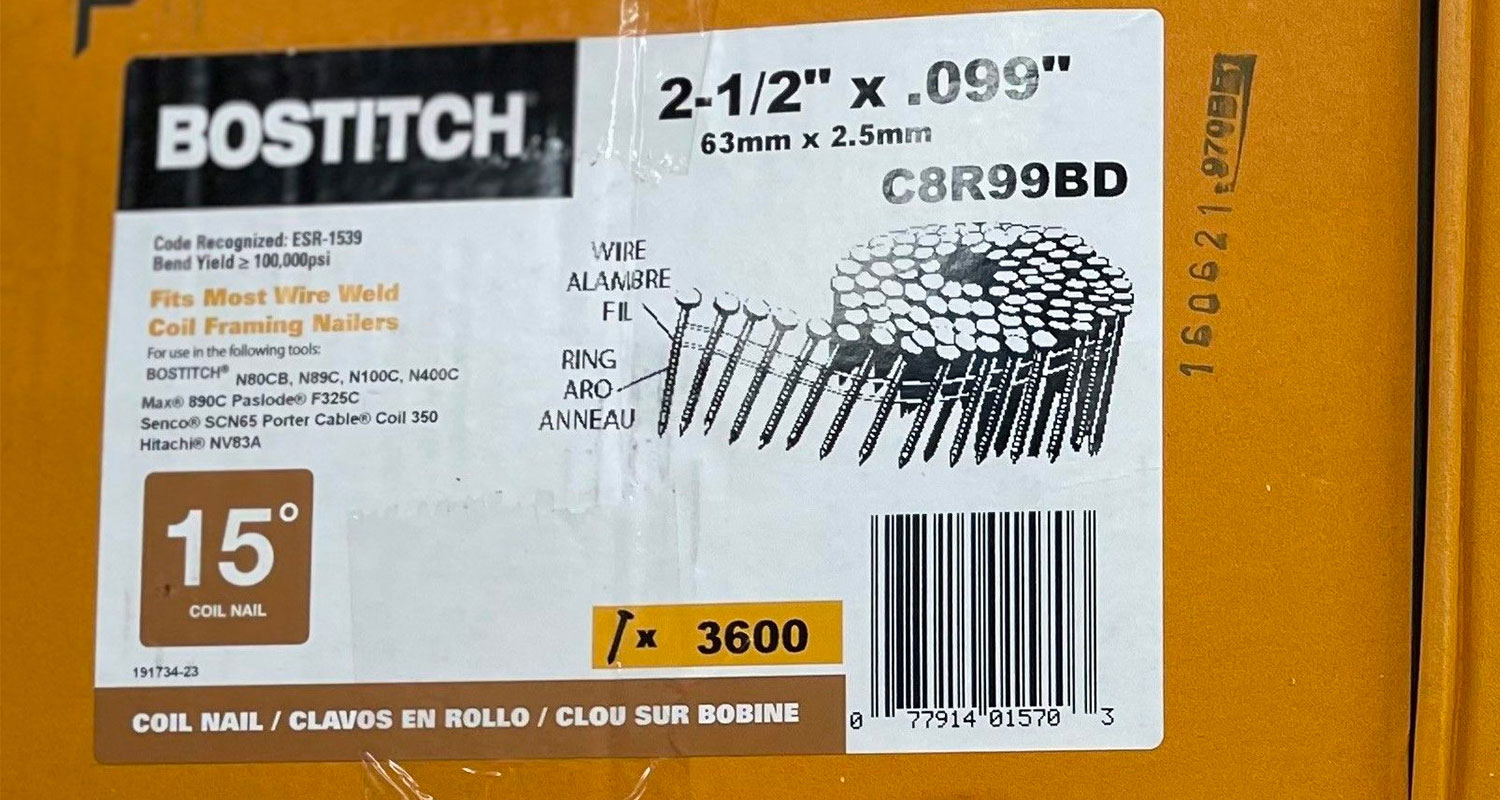 BOSTITCH
2-1/2" x .099"
63mm x 2.5mm
C8R99BD
Code Recognized: ESR-1539
Bend Yield ≥ 100,000psi
Fits Most Wire Weld
Coil Framing Nailers
For use in the following tools:
BOSTITCH® N80CB, N89C, N100C, N400C
Max® 890C Paslode® F325C
Senco® SCN65 Porter Cable® Coil 350
Hitachi® NV83A
WIRE
ALAMBRE
FIL
RING
ARO
ANNEAU
15°
COIL NAIL
191734-23
x 3600
COIL NAIL / CLAVOS EN ROLLO / CLOU SUR BOBINE
0 77914 01570 3
160621